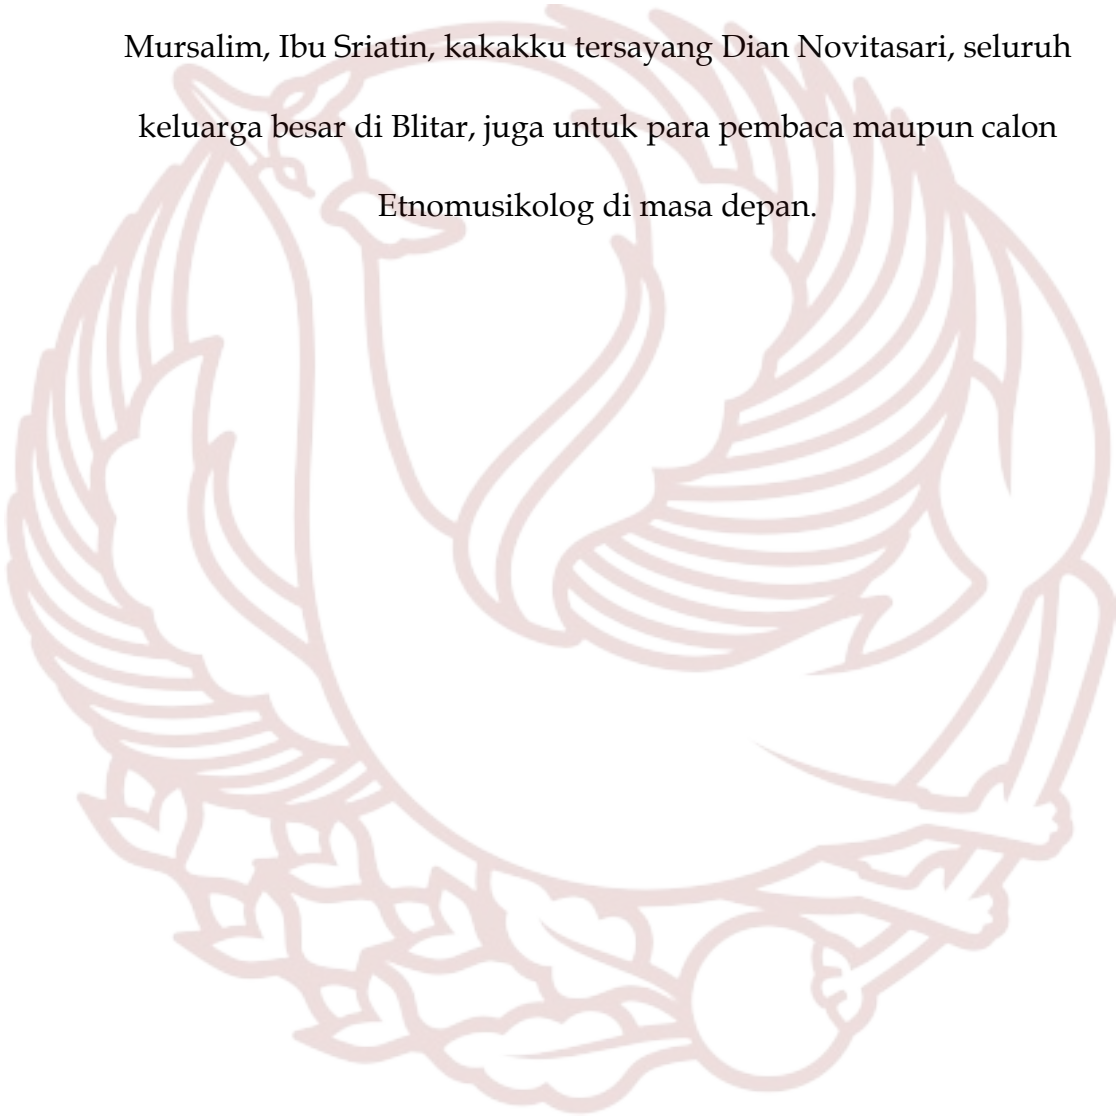 Mursalim, Ibu Sriatin, kakakku tersayang Dian Novitasari, seluruh
keluarga besar di Blitar, juga untuk para pembaca maupun calon
Etnomusikolog di masa depan.